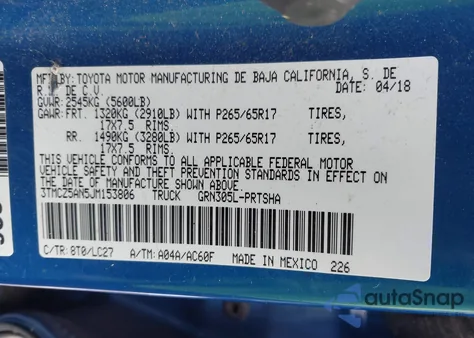 MFD.BY: TOYOTA MOTOR MANUFACTURING DE BAJA CALIFORNIA, S. DE
R. L. DE C.V. DATE: 04/18
GVWR: 2545KG (5600LB)
GAWR: FRT. 1320KG (2910LB) WITH P265/65R17 TIRES,
17X7.5 RIMS
RR. 1490KG (3280LB) WITH P265/65R17 TIRES,
17X7.5 RIMS
THIS VEHICLE CONFORMS TO ALL APPLICABLE FEDERAL MOTOR
VEHICLE SAFETY AND THEFT PREVENTION STANDARDS IN EFFECT ON
THE DATE OF MANUFACTURE SHOWN ABOVE.
3TMCZ5AN5JM153806 TRUCK GRN305L-PRTSHA
C/TR: 8T0/LC27 A/TM: A04A/AC60F MADE IN MEXICO 226
autoSnap